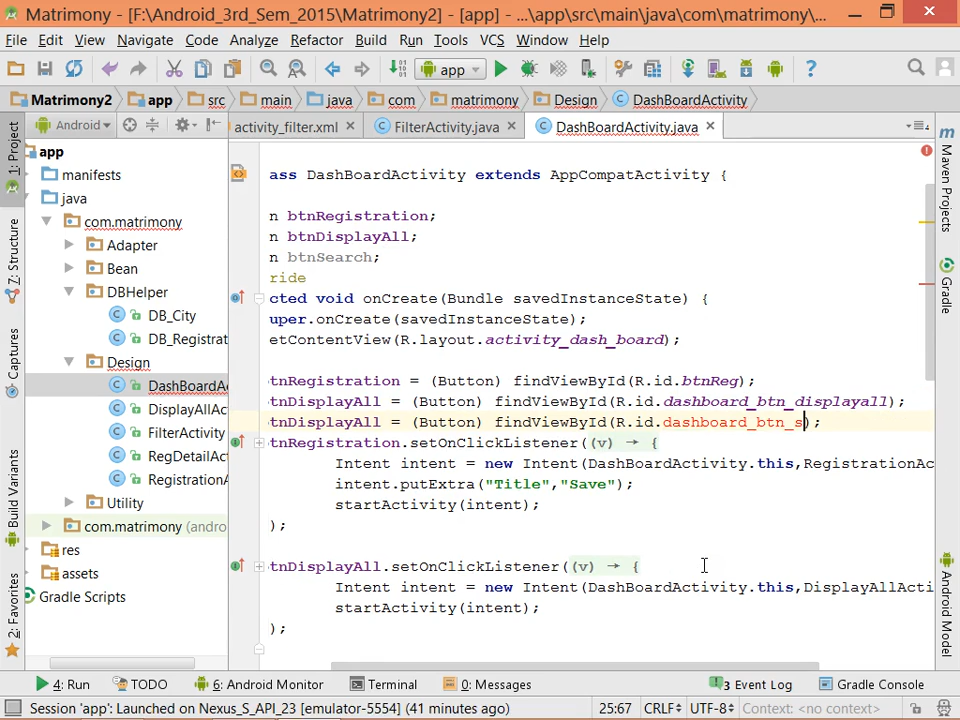 Matrimony - [F:\Android_3rd_Sem_2015\Matrimony2] - [app] - ...\app\src\main\java\com\matrimony/...
File Edit View Navigate Code Analyze Refactor Build Run Tools VCS Window Help
app
Matrimony2 app src main java com matrimony Design DashBoardActivity
1: Project
Android
activity_filter.xml
FilterActivity.java
DashBoardActivity.java
app
manifests
java
com.matrimony
Adapter
Bean
DBHelper
DB_City
DB_Registrat
Design
DashBoardA
DisplayAllAc
FilterActivity
RegDetailAc
RegistrationA
Utility
com.matrimony (andro
res
assets
Gradle Scripts
7: Structure
Captures
Build Variants
2: Favorites
ass DashBoardActivity extends AppCompatActivity {
n btnRegistration;
n btnDisplayAll;
n btnSearch;
ride
cted void onCreate(Bundle savedInstanceState) {
uper.onCreate(savedInstanceState);
etContentView(R.layout.activity_dash_board);
tnRegistration = (Button) findViewById(R.id.btnReg);
tnDisplayAll = (Button) findViewById(R.id.dashboard_btn_displayall);
tnDisplayAll = (Button) findViewById(R.id.dashboard_btn_s);
tnRegistration.setOnClickListener((v) → {
Intent intent = new Intent(DashBoardActivity.this,RegistrationAc
intent.putExtra("Title","Save");
startActivity(intent);
);
tnDisplayAll.setOnClickListener((v) → {
Intent intent = new Intent(DashBoardActivity.this,DisplayAllActi
startActivity(intent);
);
Maven Projects
Gradle
Android Model
4: Run TODO 6: Android Monitor Terminal 0: Messages 3 Event Log Gradle Console
Session 'app': Launched on Nexus_S_API_23 [emulator-5554] (41 minutes ago) 25:67 CRLF UTF-8 Context: <no context>